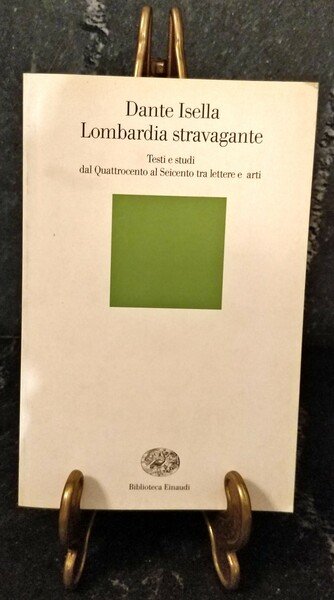 Dante Isella
Lombardia stravagante
Testi e studi
dal Quattrocento al Seicento tra lettere e arti
Biblioteca Einaudi